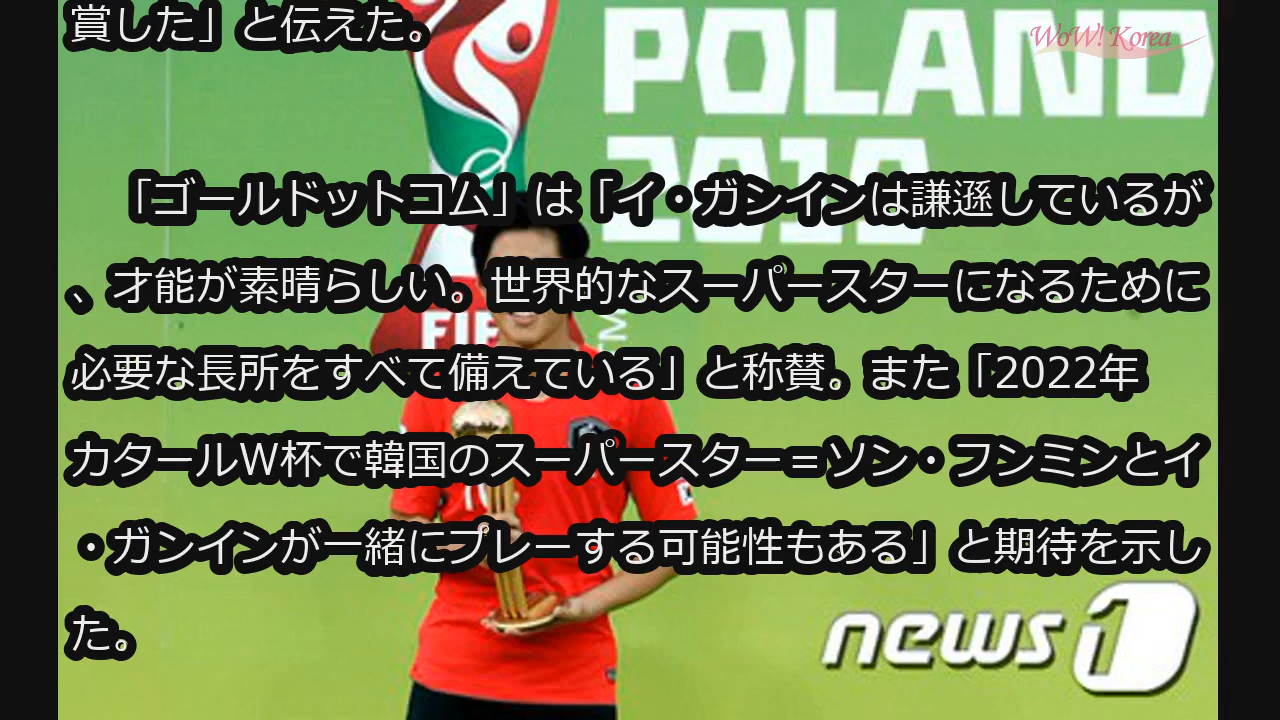 賞した」と伝えた。
POLAND
WoW! Korea
2019
「ゴールドットコム」は「イ・ガンインは謙遜しているが
、才能が素晴らしい。世界的なスーパースターになるために
FIF
必要な長所をすべて備えている」と称賛。また「2022年
カタールW杯で韓国のスーパースター＝ソン・フンミンとイ
・ガンインが一緒にプレーする可能性もある」と期待を示し
た。
news1